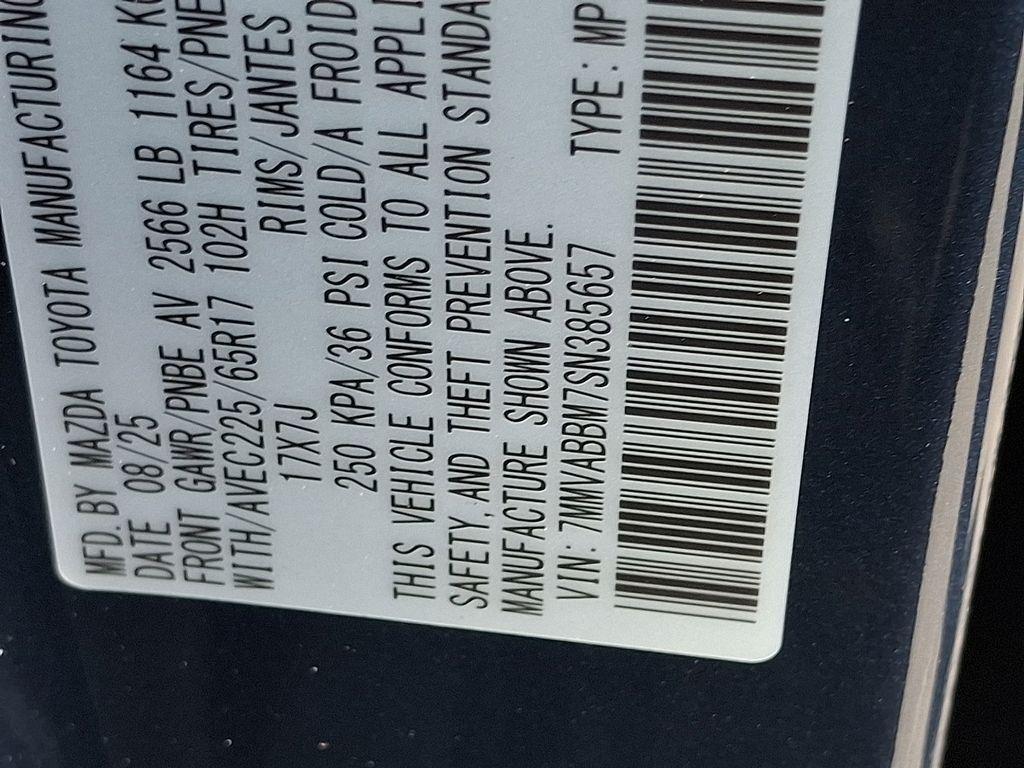 MFD. BY MAZDA TOYOTA MANUFACTURING
DATE 08/25
FRONT GAWR/PNBE AV 2566 LB 1164 KG
WITH/AVEC225/65R17 102H TIRES/PNE
17X7J RIMS/JANTES
250 KPA/36 PSI COLD/A FROID
THIS VEHICLE CONFORMS TO ALL APPLI
SAFETY, AND THEFT PREVENTION STANDA
MANUFACTURE SHOWN ABOVE.
VIN: 7MMVABBM7SN385657 TYPE: MP